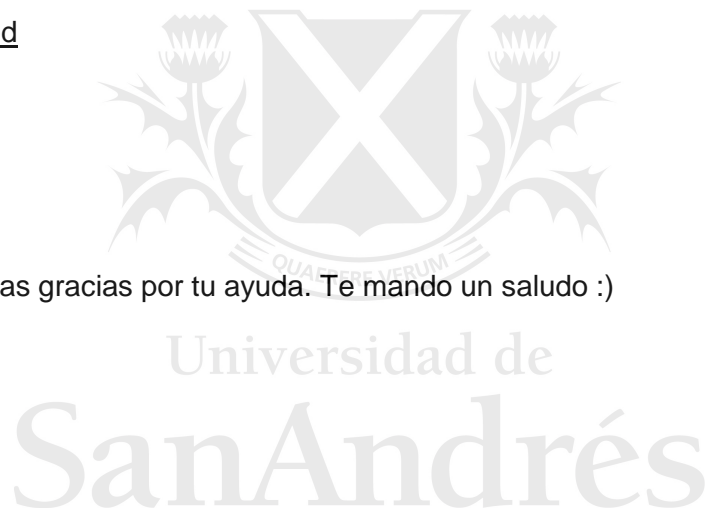 d
QUAERERE VERUM
as gracias por tu ayuda. Te mando un saludo :)
Universidad de
SanAndrés